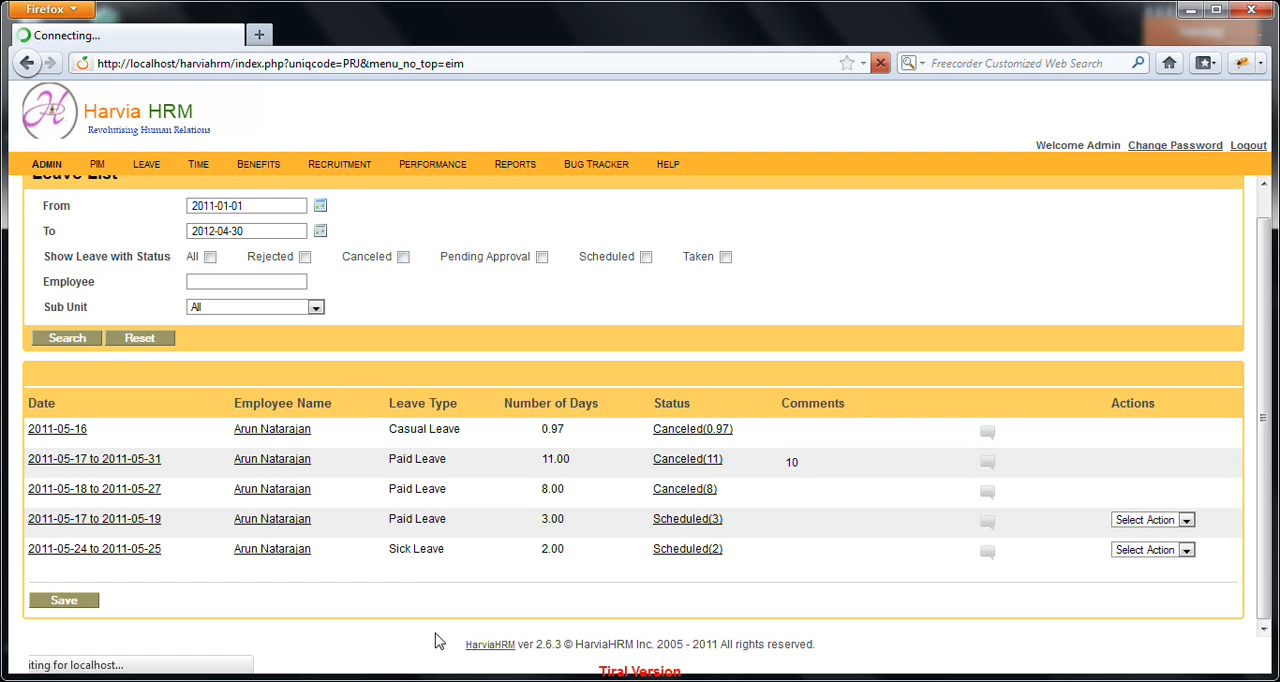 Firefox
Connecting...
http://localhost/harviahrm/index.php?uniqcode=PRJ&menu_no_top=eim
Freecorder Customized Web Search
Harvia HRM
Revolutising Human Relations
Welcome Admin Change Password Logout
ADMIN PIM LEAVE TIME BENEFITS RECRUITMENT PERFORMANCE REPORTS BUG TRACKER HELP
Leave List
From 2011-01-01
To 2012-04-30
Show Leave with Status All Rejected Canceled Pending Approval Scheduled Taken
Employee
Sub Unit All
Search Reset
Date Employee Name Leave Type Number of Days Status Comments Actions
2011-05-16 Arun Natarajan Casual Leave 0.97 Canceled(0.97)
2011-05-17 to 2011-05-31 Arun Natarajan Paid Leave 11.00 Canceled(11) 10
2011-05-18 to 2011-05-27 Arun Natarajan Paid Leave 8.00 Canceled(8)
2011-05-17 to 2011-05-19 Arun Natarajan Paid Leave 3.00 Scheduled(3) Select Action
2011-05-24 to 2011-05-25 Arun Natarajan Sick Leave 2.00 Scheduled(2) Select Action
Save
HarviaHRM ver 2.6.3 © HarviaHRM Inc. 2005 - 2011 All rights reserved.
iting for localhost...
Tiral Version